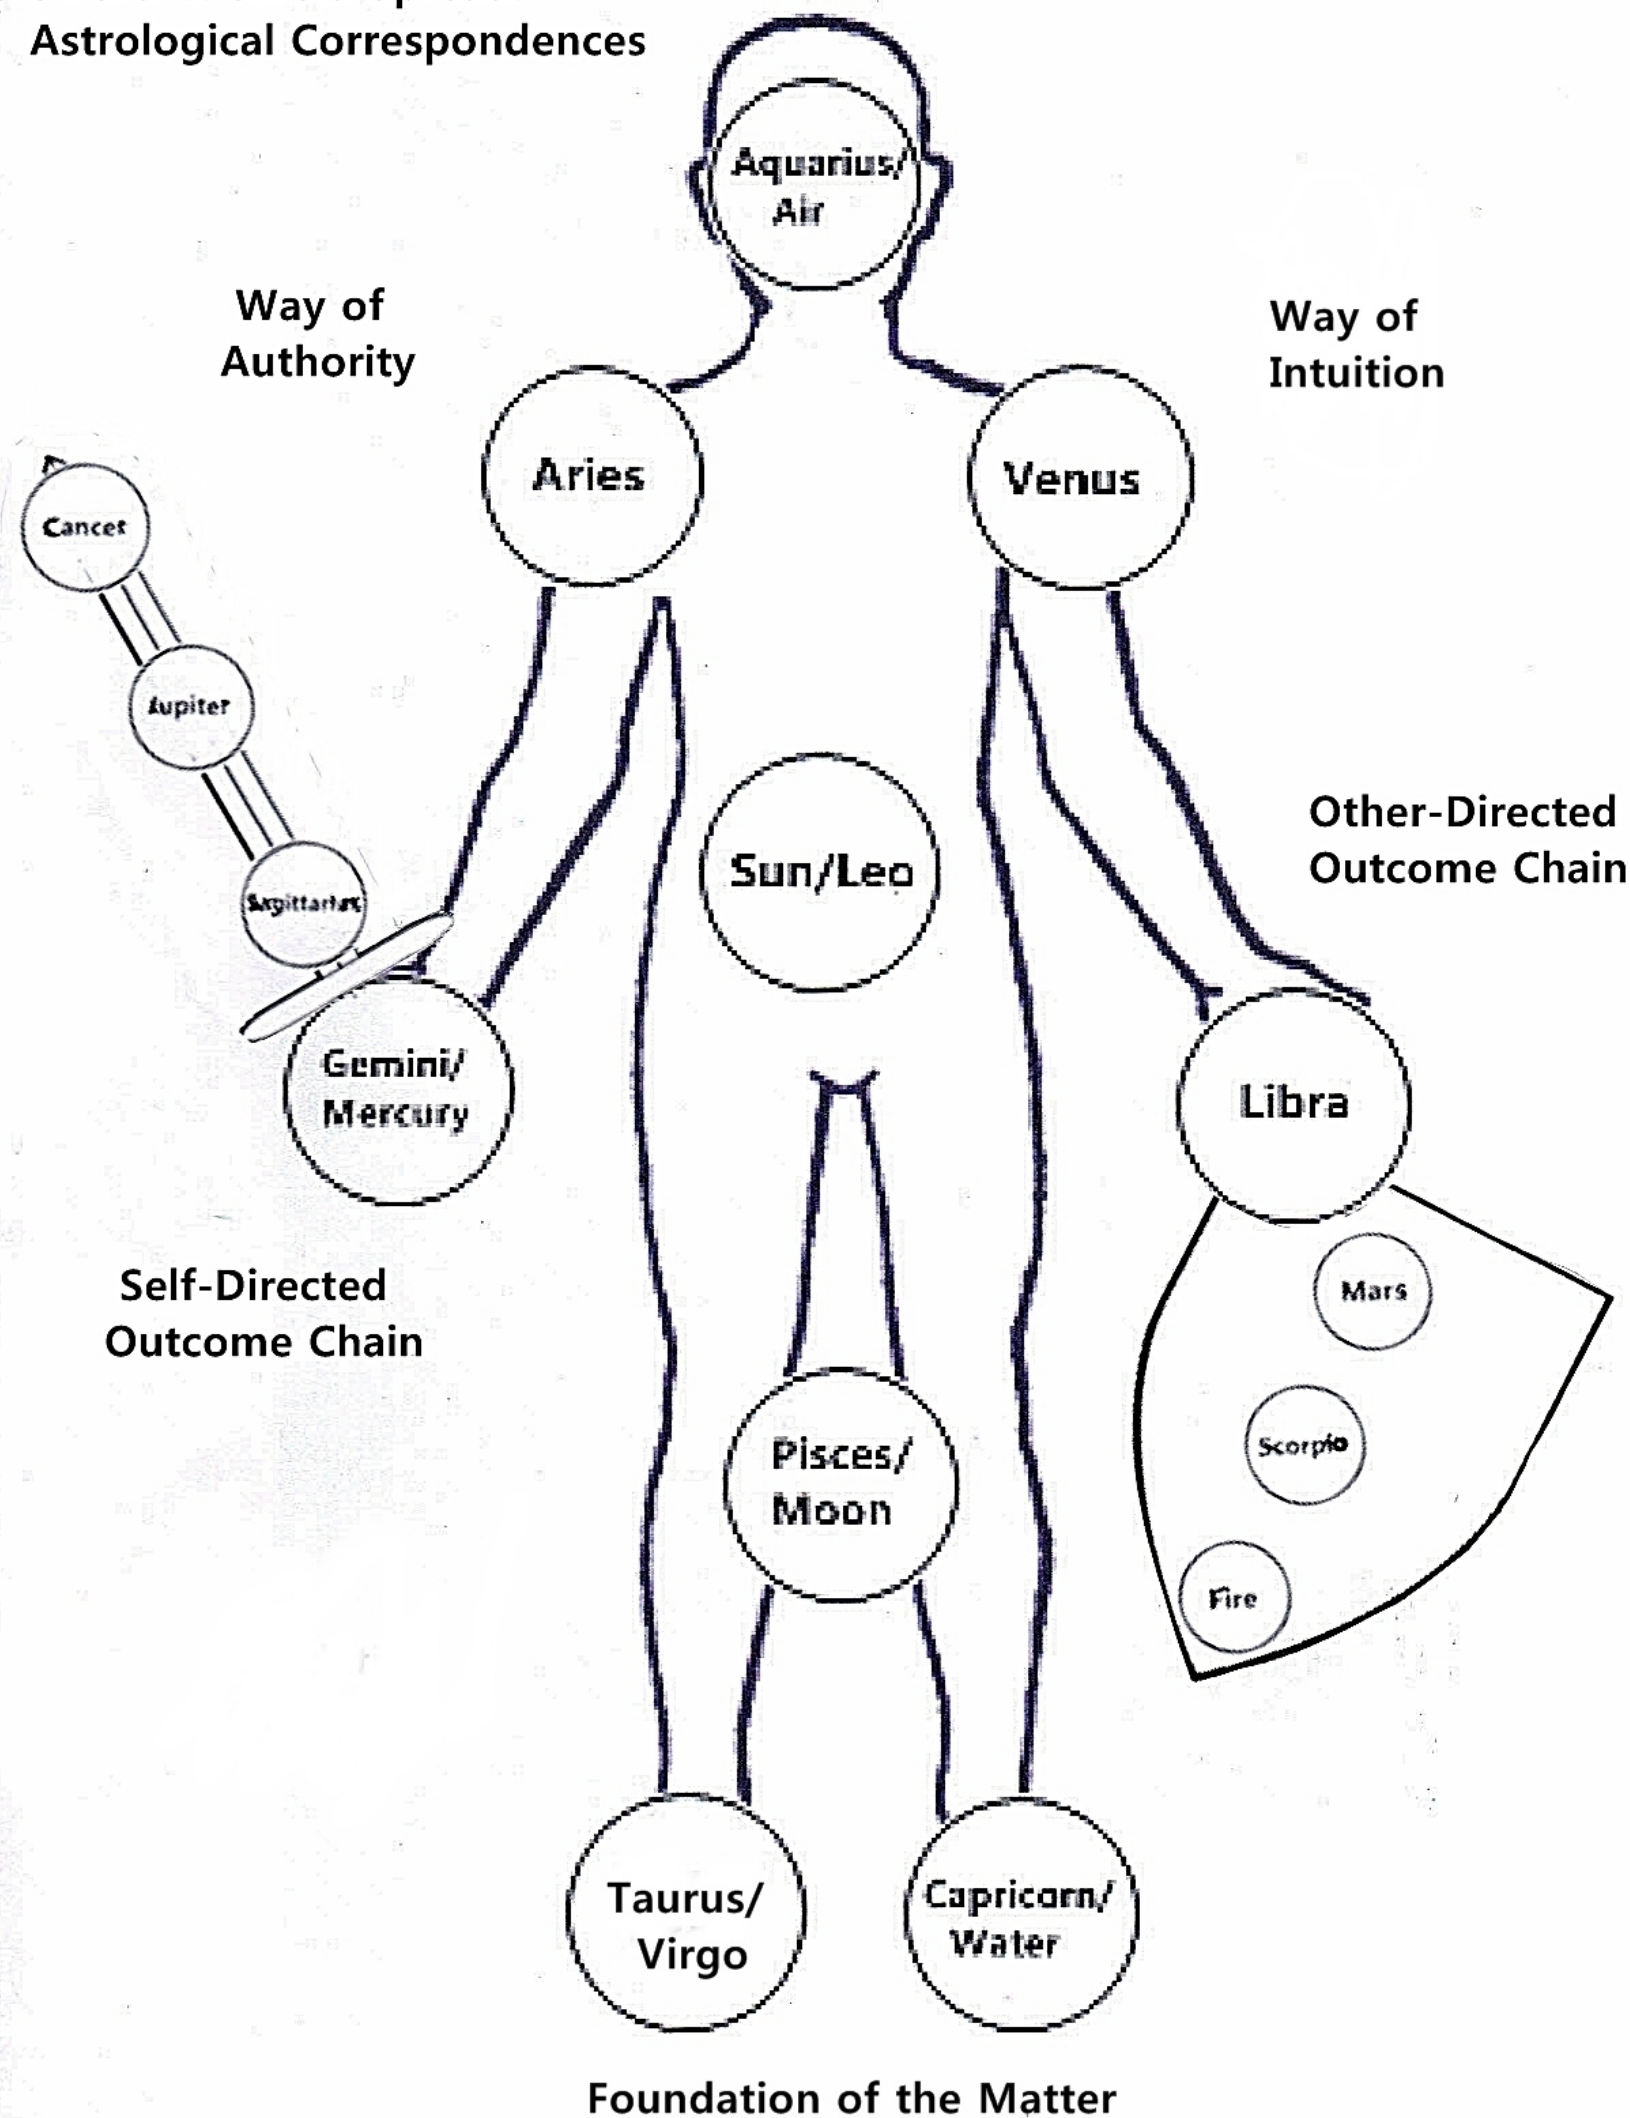 Astrological Correspondences
Aquarius/
Air
Way of
Authority
Way of
Intuition
Aries
Venus
Cancer
Jupiter
Sagittarius
Sun/Leo
Other-Directed
Outcome Chain
Gemini/
Mercury
Libra
Self-Directed
Outcome Chain
Mars
Scorpio
Fire
Pisces/
Moon
Taurus/
Virgo
Capricorn/
Water
Foundation of the Matter